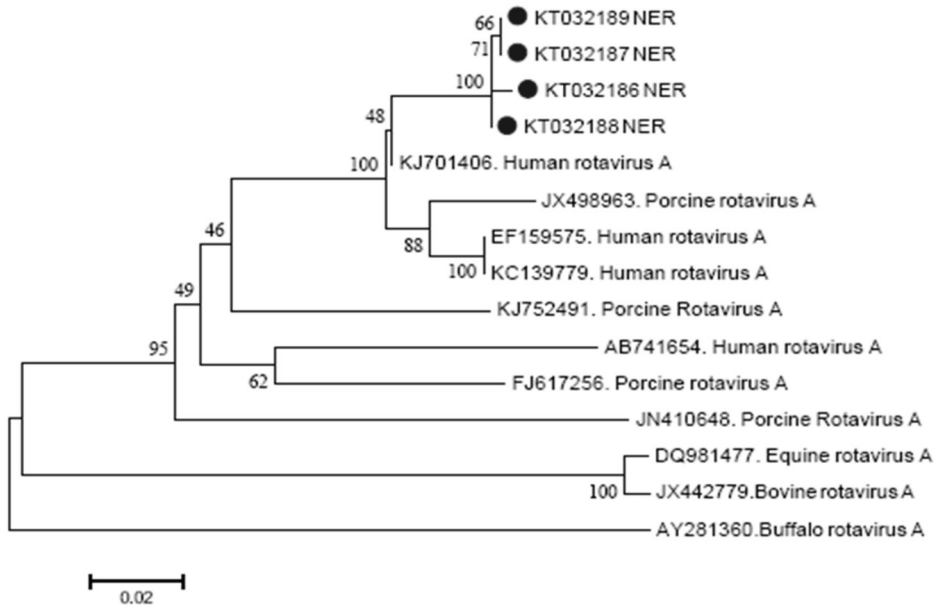 66
KT032189 NER
71
KT032187 NER
100
KT032186 NER
48
KT032188 NER
100
KJ701406. Human rotavirus A
JX498963. Porcine rotavirus A
46
88
EF159575. Human rotavirus A
100
KC139779. Human rotavirus A
49
KJ752491. Porcine Rotavirus A
95
AB741654. Human rotavirus A
62
FJ617256. Porcine rotavirus A
JN410648. Porcine Rotavirus A
DQ981477. Equine rotavirus A
100
JX442779.Bovine rotavirus A
AY281360.Buffalo rotavirus A
0.02